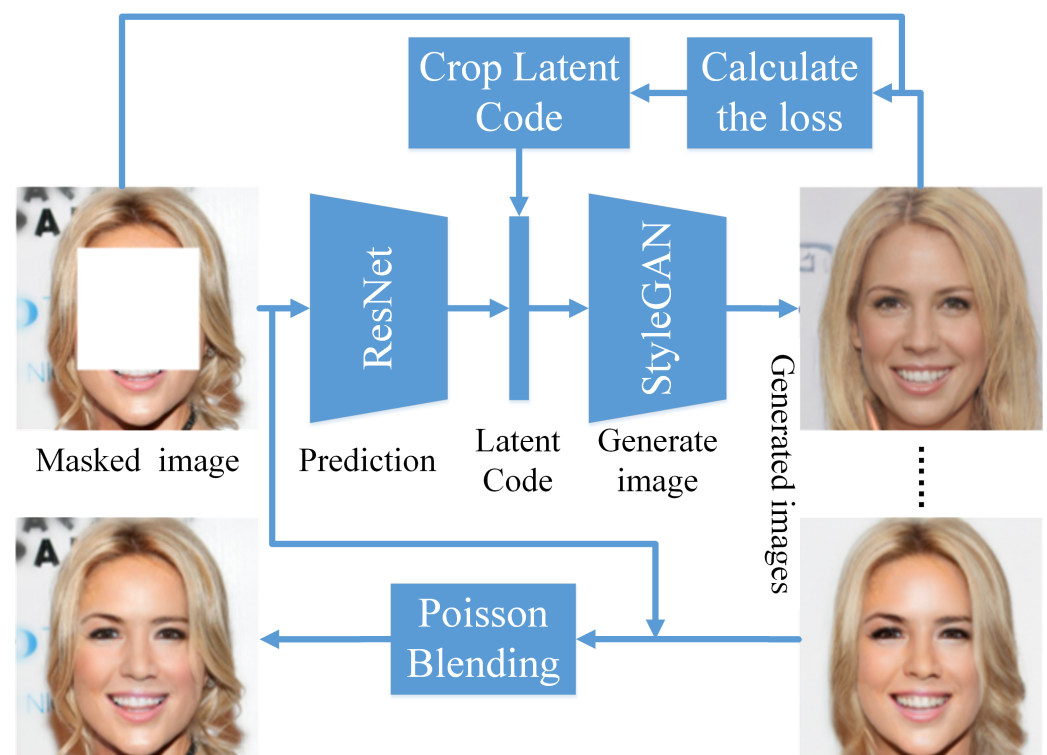 Crop Latent
Code
Calculate
the loss
ResNet
StyleGAN
Masked image
Prediction
Latent
Code
Generate
image
Generated images
Poisson
Blending